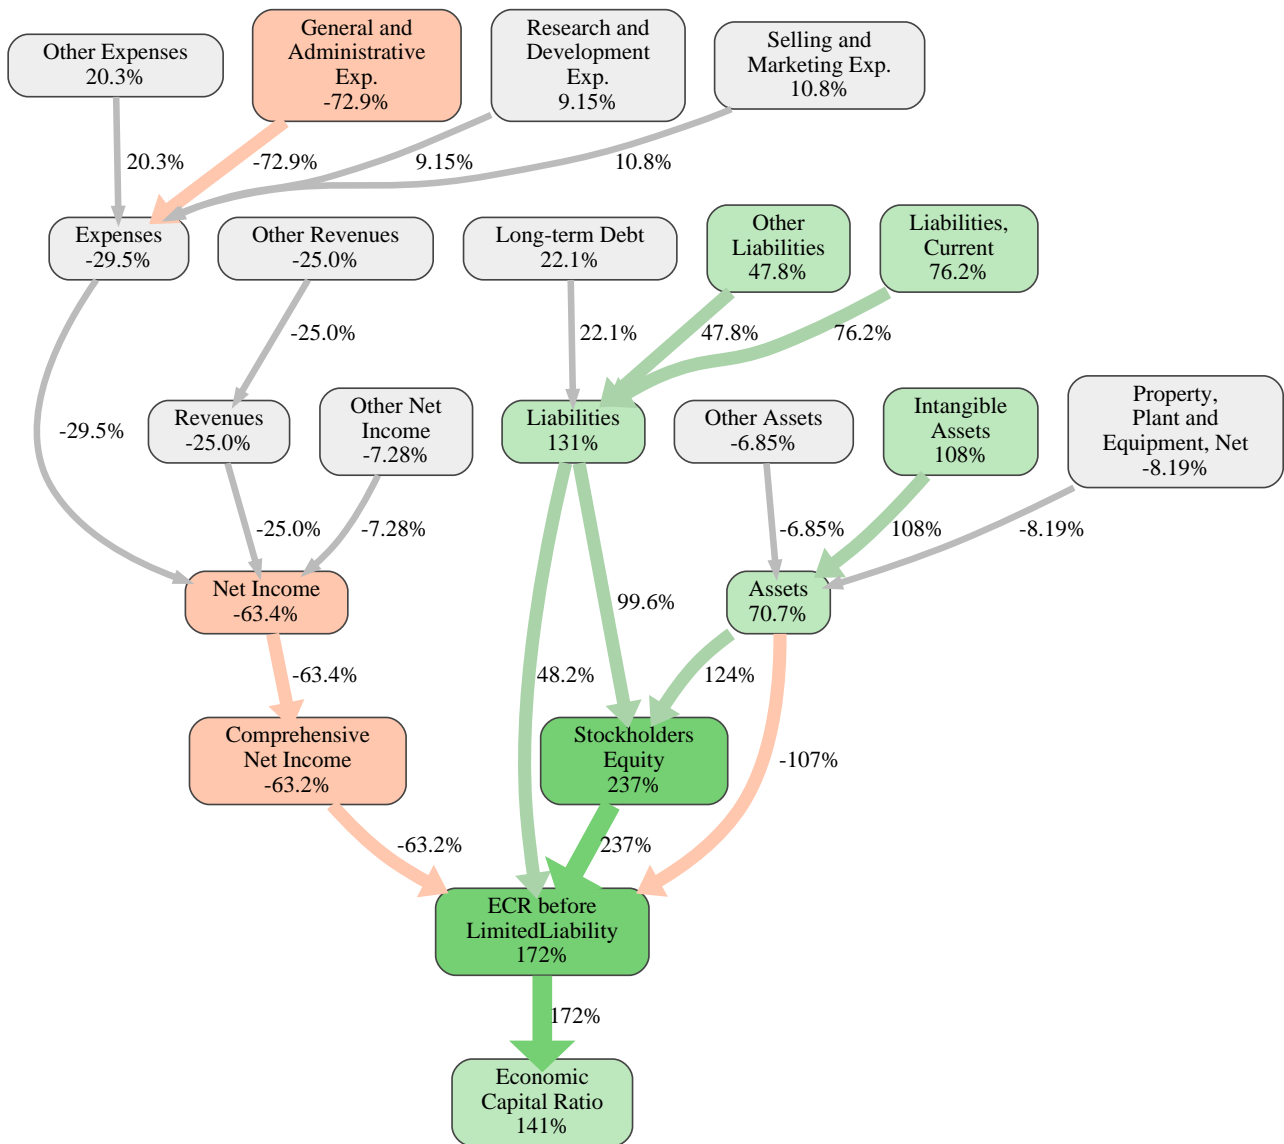 Other Expenses
20.3%
General and
Administrative
Exp.
-72.9%
Research and
Development
Exp.
9.15%
Selling and
Marketing Exp.
10.8%
20.3%
-72.9%
9.15%
10.8%
Expenses
-29.5%
Other Revenues
-25.0%
Long-term Debt
22.1%
Other
Liabilities
47.8%
Liabilities,
Current
76.2%
-25.0%
22.1%
47.8%
76.2%
-29.5%
Revenues
-25.0%
Other Net
Income
-7.28%
Liabilities
131%
Other Assets
-6.85%
Intangible
Assets
108%
Property,
Plant and
Equipment, Net
-8.19%
-25.0%
-7.28%
-6.85%
108%
-8.19%
Net Income
-63.4%
99.6%
Assets
70.7%
-63.4%
48.2%
124%
Comprehensive
Net Income
-63.2%
Stockholders
Equity
237%
-107%
-63.2%
237%
ECR before
LimitedLiability
172%
172%
Economic
Capital Ratio
141%